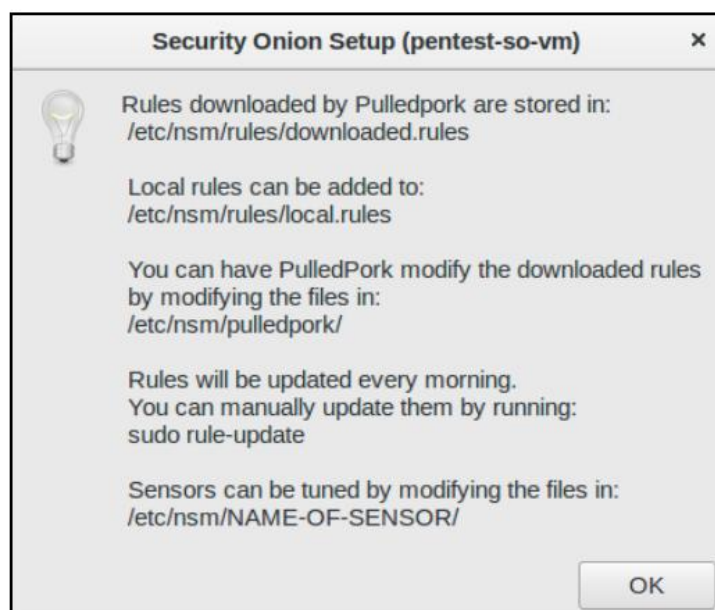 Security Onion Setup (pentest-so-vm) ×
Rules downloaded by Pulledpork are stored in:
/etc/nsm/rules/downloaded.rules
Local rules can be added to:
/etc/nsm/rules/local.rules
You can have PulledPork modify the downloaded rules
by modifying the files in:
/etc/nsm/pulledpork/
Rules will be updated every morning.
You can manually update them by running:
sudo rule-update
Sensors can be tuned by modifying the files in:
/etc/nsm/NAME-OF-SENSOR/
OK